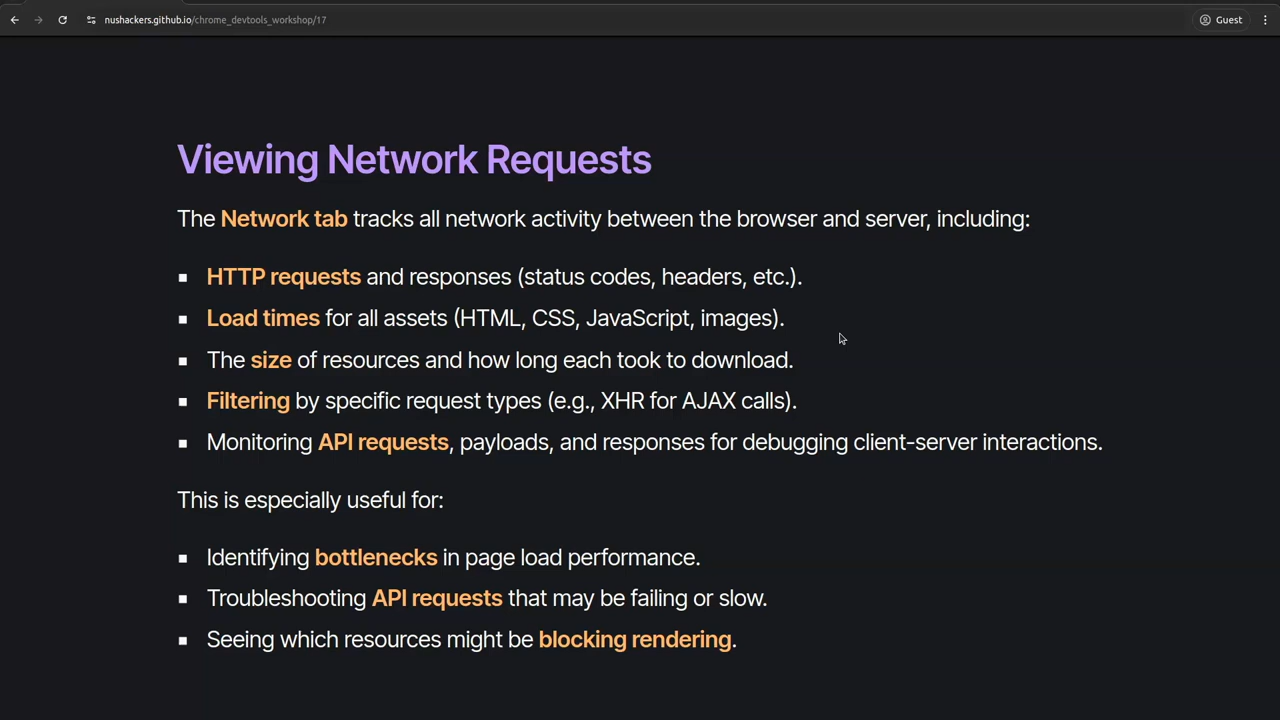 nushackers.github.io/chrome_devtools_workshop/17
Guest
Viewing Network Requests
The Network tab tracks all network activity between the browser and server, including:
HTTP requests and responses (status codes, headers, etc.).
Load times for all assets (HTML, CSS, JavaScript, images).
The size of resources and how long each took to download.
Filtering by specific request types (e.g., XHR for AJAX calls).
Monitoring API requests, payloads, and responses for debugging client-server interactions.
This is especially useful for:
Identifying bottlenecks in page load performance.
Troubleshooting API requests that may be failing or slow.
Seeing which resources might be blocking rendering.